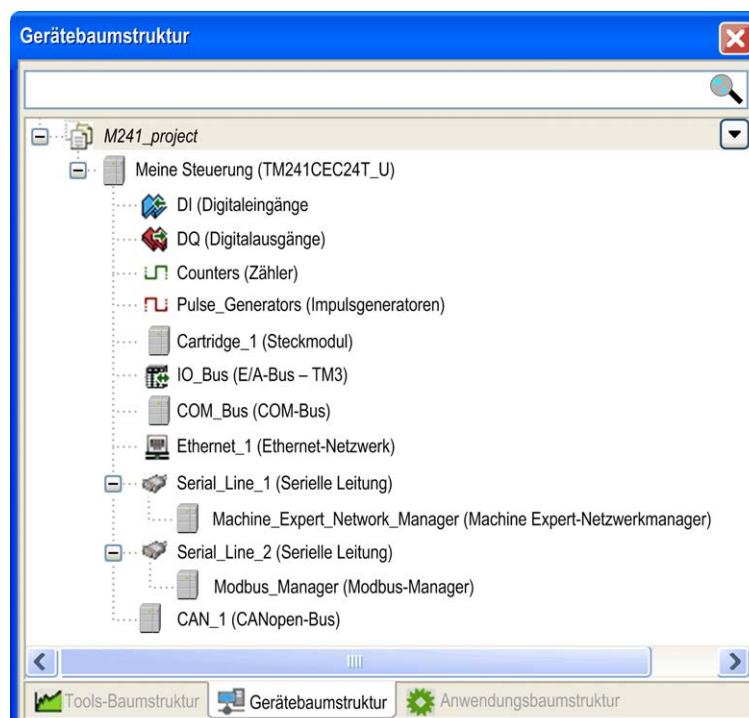 Gerätebaumstruktur
M241_project
Meine Steuerung (TM241CEC24T_U)
DI (Digitaleingänge
DQ (Digitalausgänge)
Counters (Zähler)
Pulse_Generators (Impulsgeneratoren)
Cartridge_1 (Steckmodul)
IO_Bus (E/A-Bus – TM3)
COM_Bus (COM-Bus)
Ethernet_1 (Ethernet-Netzwerk)
Serial_Line_1 (Serielle Leitung)
Machine_Expert_Network_Manager (Machine Expert-Netzwerkmanager)
Serial_Line_2 (Serielle Leitung)
Modbus_Manager (Modbus-Manager)
CAN_1 (CANopen-Bus)
Tools-Baumstruktur Gerätebaumstruktur Anwendungsbaumstruktur